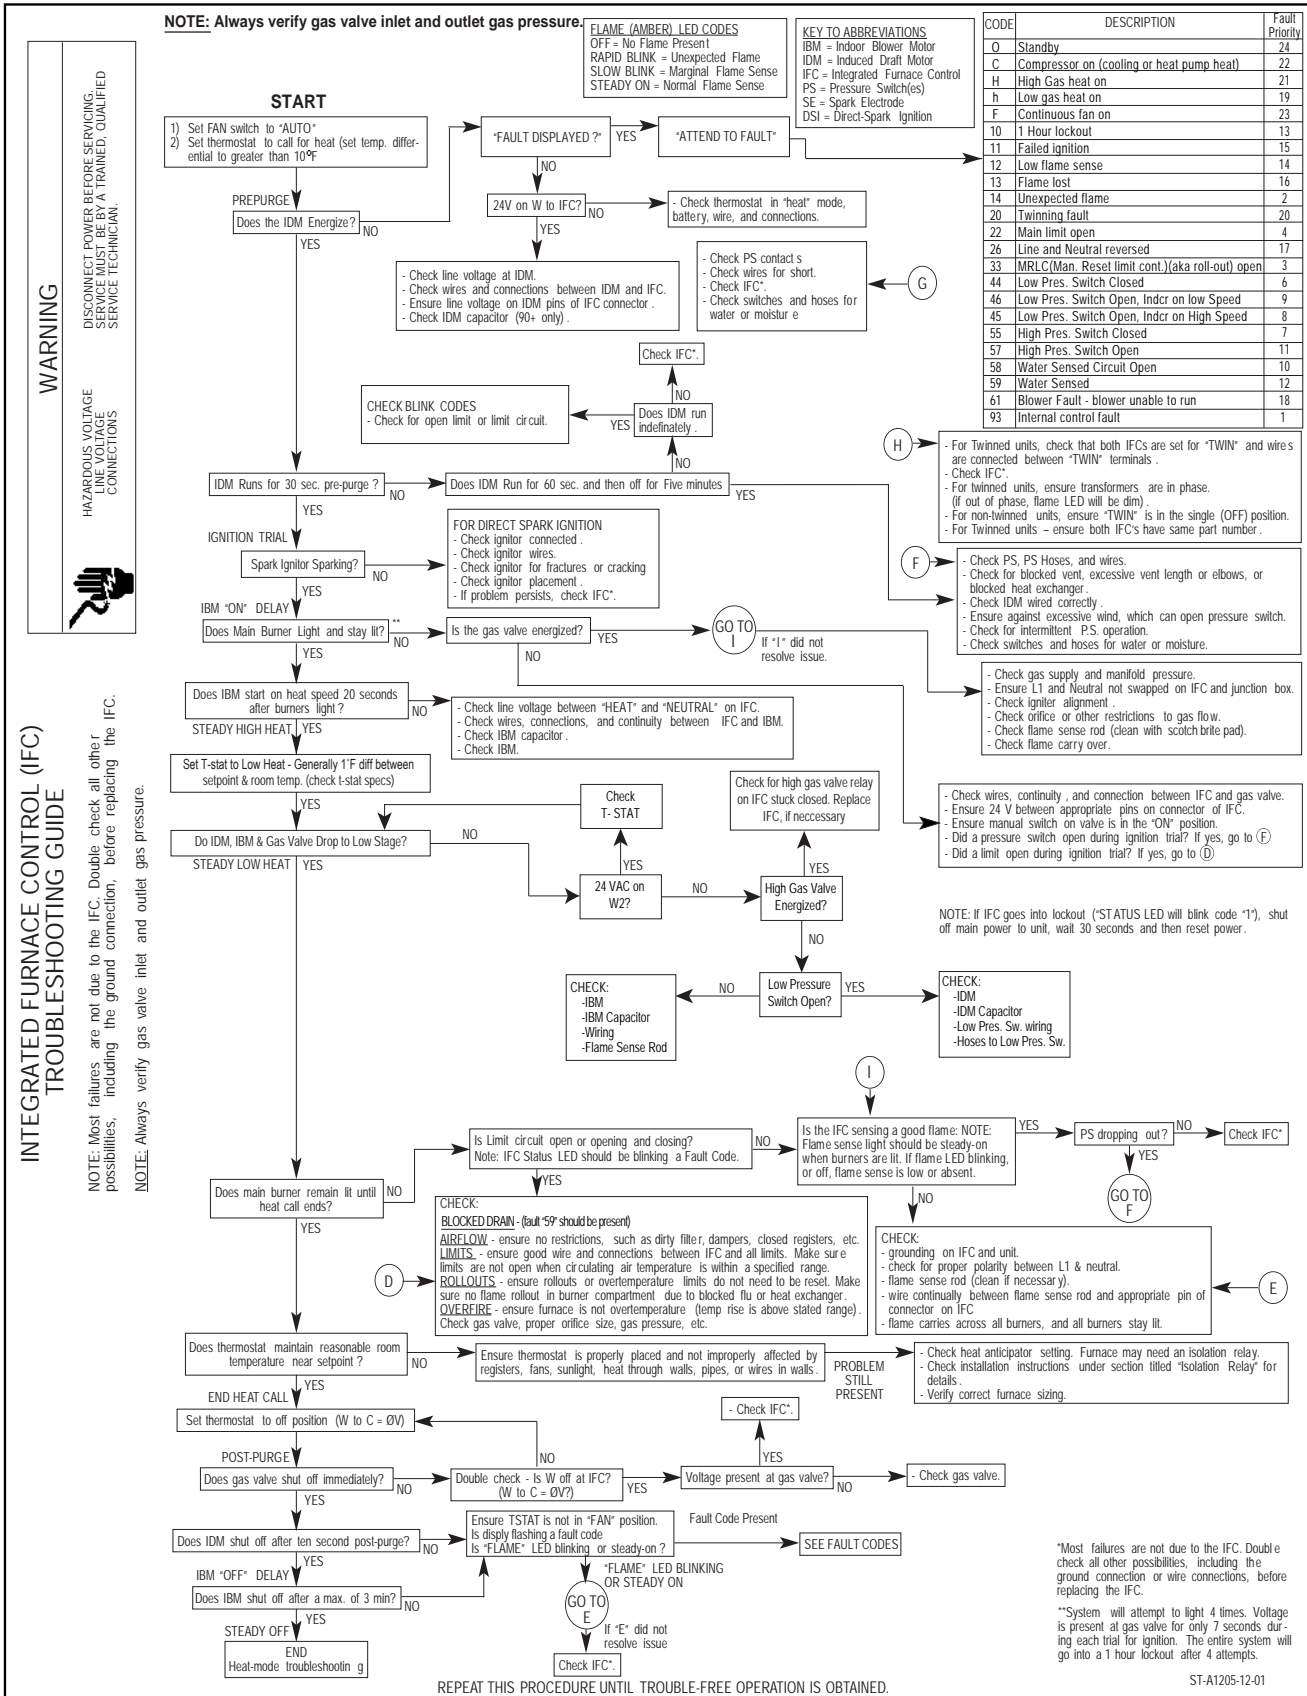 NOTE: Always verify gas valve inlet and outlet gas pressure.
FLAME (AMBER) LED CODES
OFF = No Flame Present
RAPID BLINK = Unexpected Flame
SLOW BLINK = Marginal Flame Sense
STEADY ON = Normal Flame Sense
KEY TO ABBREVIATIONS
IBM = Indoor Blower Motor
IDM = Induced Draft Motor
IFC = Integrated Furnace Control
PS = Pressure Switch(es)
SE = Spark Electrode
DSI = Direct-Spark Ignition
CODE DESCRIPTION Fault Priority
O Standby 24
C Compressor on (cooling or heat pump heat) 22
H High Gas heat on 21
h Low gas heat on 19
F Continuous fan on 23
10 1 Hour lockout 13
11 Failed ignition 15
12 Low flame sense 14
13 Flame lost 16
14 Unexpected flame 2
20 Twinning fault 20
22 Main limit open 4
26 Line and Neutral reversed 17
33 MRLC(Man. Reset limit cont.)(aka roll-out) open 3
44 Low Pres. Switch Closed 6
46 Low Pres. Switch Open, Indcr on low Speed 9
45 Low Pres. Switch Open, Indcr on High Speed 8
55 High Pres. Switch Closed 7
57 High Pres. Switch Open 11
58 Water Sensed Circuit Open 10
59 Water Sensed 12
61 Blower Fault - blower unable to run 18
93 Internal control fault 1
WARNING
HAZARDOUS VOLTAGE
LINE VOLTAGE
CONNECTIONS
DISCONNECT POWER BEFORE SERVICING.
SERVICE MUST BE BY A TRAINED, QUALIFIED
SERVICE TECHNICIAN.
INTEGRATED FURNACE CONTROL (IFC)
TROUBLESHOOTING GUIDE
NOTE: Most failures are not due to the IFC. Double check all other
possibilities, including the ground connection, before replacing the IFC.
NOTE: Always verify gas valve inlet and outlet gas pressure.
START
1) Set FAN switch to "AUTO"
2) Set thermostat to call for heat (set temp. differ-
ential to greater than 10°F
PREPURGE
Does the IDM Energize?
NO
YES
"FAULT DISPLAYED ?"
YES
"ATTEND TO FAULT"
NO
24V on W to IFC?
NO
- Check thermostat in "heat" mode,
battery, wire, and connections.
YES
- Check line voltage at IDM.
- Check wires and connections between IDM and IFC.
- Ensure line voltage on IDM pins of IFC connector .
- Check IDM capacitor (90+ only) .
- Check PS contact s
- Check wires for short.
- Check IFC*.
- Check switches and hoses for
water or moistur e
G
Check IFC*.
NO
CHECK BLINK CODES
- Check for open limit or limit circuit.
YES
Does IDM run
indefinately .
NO
IDM Runs for 30 sec. pre-purge ?
NO
Does IDM Run for 60 sec. and then off for Five minutes
YES
YES
H
- For Twinned units, check that both IFCs are set for "TWIN" and wire s
are connected between "TWIN" terminals .
- Check IFC*.
- For twinned units, ensure transformers are in phase.
(if out of phase, flame LED will be dim) .
- For non-twinned units, ensure "TWIN" is in the single (OFF) position.
- For Twinned units – ensure both IFC's have same part number .
IGNITION TRIAL
Spark Ignitor Sparking?
NO
YES
FOR DIRECT SPARK IGNITION
- Check ignitor connected .
- Check ignitor wires.
- Check ignitor for fractures or cracking
- Check ignitor placement .
- If problem persists, check IFC*.
F
- Check PS, PS Hoses, and wires.
- Check for blocked vent, excessive vent length or elbows, or
blocked heat exchanger .
- Check IDM wired correctly .
- Ensure against excessive wind, which can open pressure switch.
- Check for intermittent P.S. operation.
- Check switches and hoses for water or moisture.
IBM "ON" DELAY
Does Main Burner Light and stay lit?
**
NO
YES
Is the gas valve energized?
YES
NO
GO TO
I
If "I" did not
resolve issue.
- Check gas supply and manifold pressure.
- Ensure L1 and Neutral not swapped on IFC and junction box.
- Check igniter alignment .
- Check orifice or other restrictions to gas flow.
- Check flame sense rod (clean with scotch brite pad).
- Check flame carry over.
Does IBM start on heat speed 20 seconds
after burners light ?
NO
- Check line voltage between "HEAT" and "NEUTRAL" on IFC.
- Check wires, connections, and continuity between IFC and IBM.
- Check IBM capacitor .
- Check IBM.
STEADY HIGH HEAT
YES
Set T-stat to Low Heat - Generally 1°F diff between
setpoint & room temp. (check t-stat specs)
YES
Check
T- STAT
Check for high gas valve relay
on IFC stuck closed. Replace
IFC, if neccessary
- Check wires, continuity , and connection between IFC and gas valve.
- Ensure 24 V between appropriate pins on connector of IFC.
- Ensure manual switch on valve is in the "ON" position.
- Did a pressure switch open during ignition trial? If yes, go to F
- Did a limit open during ignition trial? If yes, go to D
Do IDM, IBM & Gas Valve Drop to Low Stage?
NO
STEADY LOW HEAT
YES
YES
24 VAC on
W2?
NO
YES
High Gas Valve
Energized?
NO
NOTE: If IFC goes into lockout ("ST ATUS LED will blink code "1"), shut
off main power to unit, wait 30 seconds and then reset power .
CHECK:
-IBM
-IBM Capacitor
-Wiring
-Flame Sense Rod
NO
Low Pressure
Switch Open?
YES
CHECK:
-IDM
-IDM Capacitor
-Low Pres. Sw. wiring
-Hoses to Low Pres. Sw.
I
Does main burner remain lit until
heat call ends?
NO
YES
Is Limit circuit open or opening and closing?
Note: IFC Status LED should be blinking a Fault Code.
NO
YES
Is the IFC sensing a good flame: NOTE:
Flame sense light should be steady-on
when burners are lit. If flame LED blinking,
or off, flame sense is low or absent.
YES
PS dropping out?
NO
Check IFC*
YES
GO TO
F
NO
D
CHECK:
BLOCKED DRAIN - (fault "59" should be present)
AIRFLOW - ensure no restrictions, such as dirty filter, dampers, closed registers, etc.
LIMITS - ensure good wire and connections between IFC and all limits. Make sur e
limits are not open when circulating air temperature is within a specified range.
ROLLOUTS - ensure rollouts or overtemperature limits do not need to be reset. Make
sure no flame rollout in burner compartment due to blocked flu or heat exchanger .
OVERFIRE - ensure furnace is not overtemperature (temp rise is above stated range) .
Check gas valve, proper orifice size, gas pressure, etc.
CHECK:
- grounding on IFC and unit.
- check for proper polarity between L1 & neutral.
- flame sense rod (clean if necessar y).
- wire continually between flame sense rod and appropriate pin of
connector on IFC
- flame carries across all burners, and all burners stay lit.
E
Does thermostat maintain reasonable room
temperature near setpoint ?
NO
YES
Ensure thermostat is properly placed and not improperly affected by
registers, fans, sunlight, heat through walls, pipes, or wires in walls .
PROBLEM
STILL
PRESENT
- Check heat anticipator setting. Furnace may need an isolation relay.
- Check installation instructions under section titled "Isolation Relay" for
details .
- Verify correct furnace sizing.
END HEAT CALL
Set thermostat to off position (W to C = ØV)
- Check IFC*.
POST-PURGE
NO
YES
Does gas valve shut off immediately?
NO
YES
Double check - Is W off at IFC?
(W to C = ØV?)
YES
Voltage present at gas valve?
NO
- Check gas valve.
Does IDM shut off after ten second post-purge?
NO
YES
Ensure TSTAT is not in "FAN" position.
Is disply flashing a fault code
Is "FLAME" LED blinking or steady-on ?
Fault Code Present
SEE FAULT CODES
"FLAME" LED BLINKING
OR STEADY ON
IBM "OFF" DELAY
Does IBM shut off after a max. of 3 min?
NO
YES
GO TO
E
If "E" did not
resolve issue
Check IFC*.
STEADY OFF
END
Heat-mode troubleshootin g
*Most failures are not due to the IFC. Doubl e
check all other possibilities, including th e
ground connection or wire connections, before
replacing the IFC.
**System will attempt to light 4 times. Voltage
is present at gas valve for only 7 seconds dur-
ing each trial for ignition. The entire system will
go into a 1 hour lockout after 4 attempts.
ST-A1205-12-01
REPEAT THIS PROCEDURE UNTIL TROUBLE-FREE OPERATION IS OBTAINED.